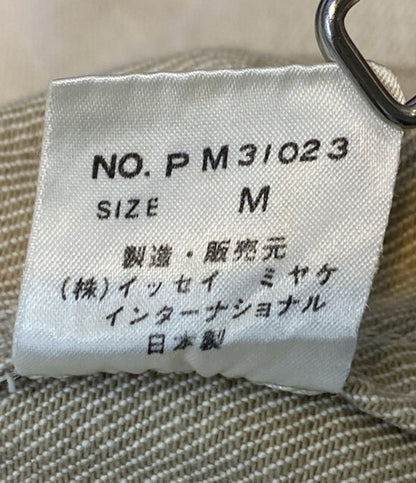 NO. PM31023
SIZE M
製造・販売元
(株)イッセイ ミヤケ
インターナショナル
日本製